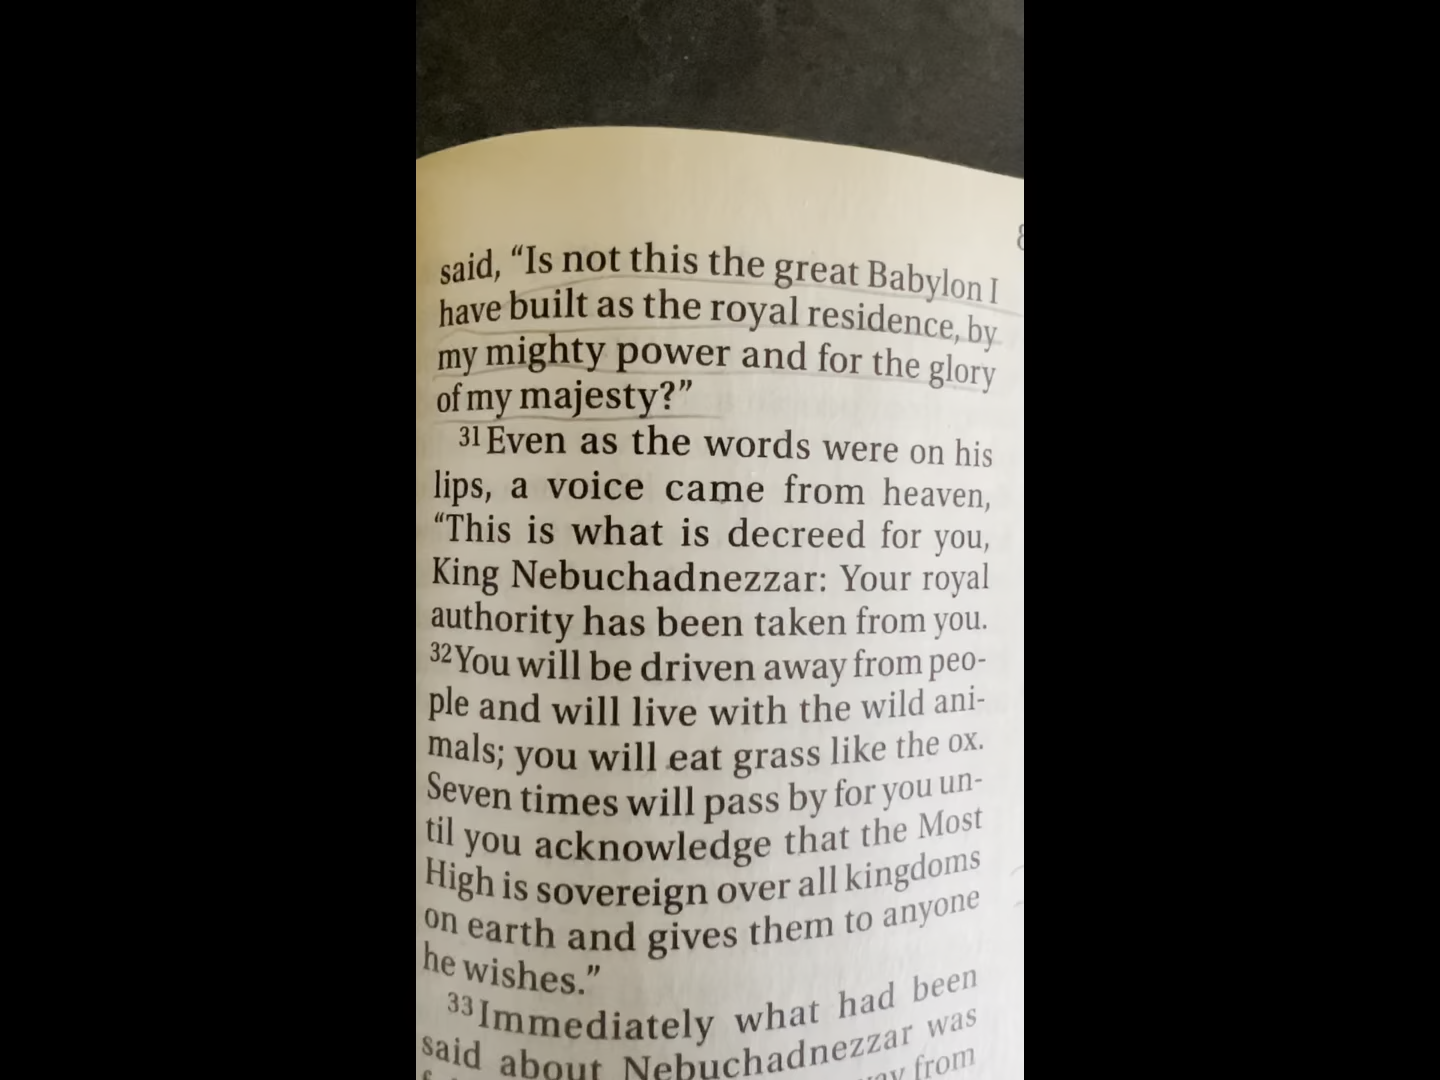 said, “Is not this the great Babylon I
have built as the royal residence, by
my mighty power and for the glory
of my majesty?”
31 Even as the words were on his
lips, a voice came from heaven,
“This is what is decreed for you,
King Nebuchadnezzar: Your royal
authority has been taken from you.
32 You will be driven away from peo-
ple and will live with the wild ani-
mals; you will eat grass like the ox.
Seven times will pass by for you un-
til you acknowledge that the Most
High is sovereign over all kingdoms
on earth and gives them to anyone
he wishes.”
33 Immediately what had been
said about Nebuchadnezzar was
from